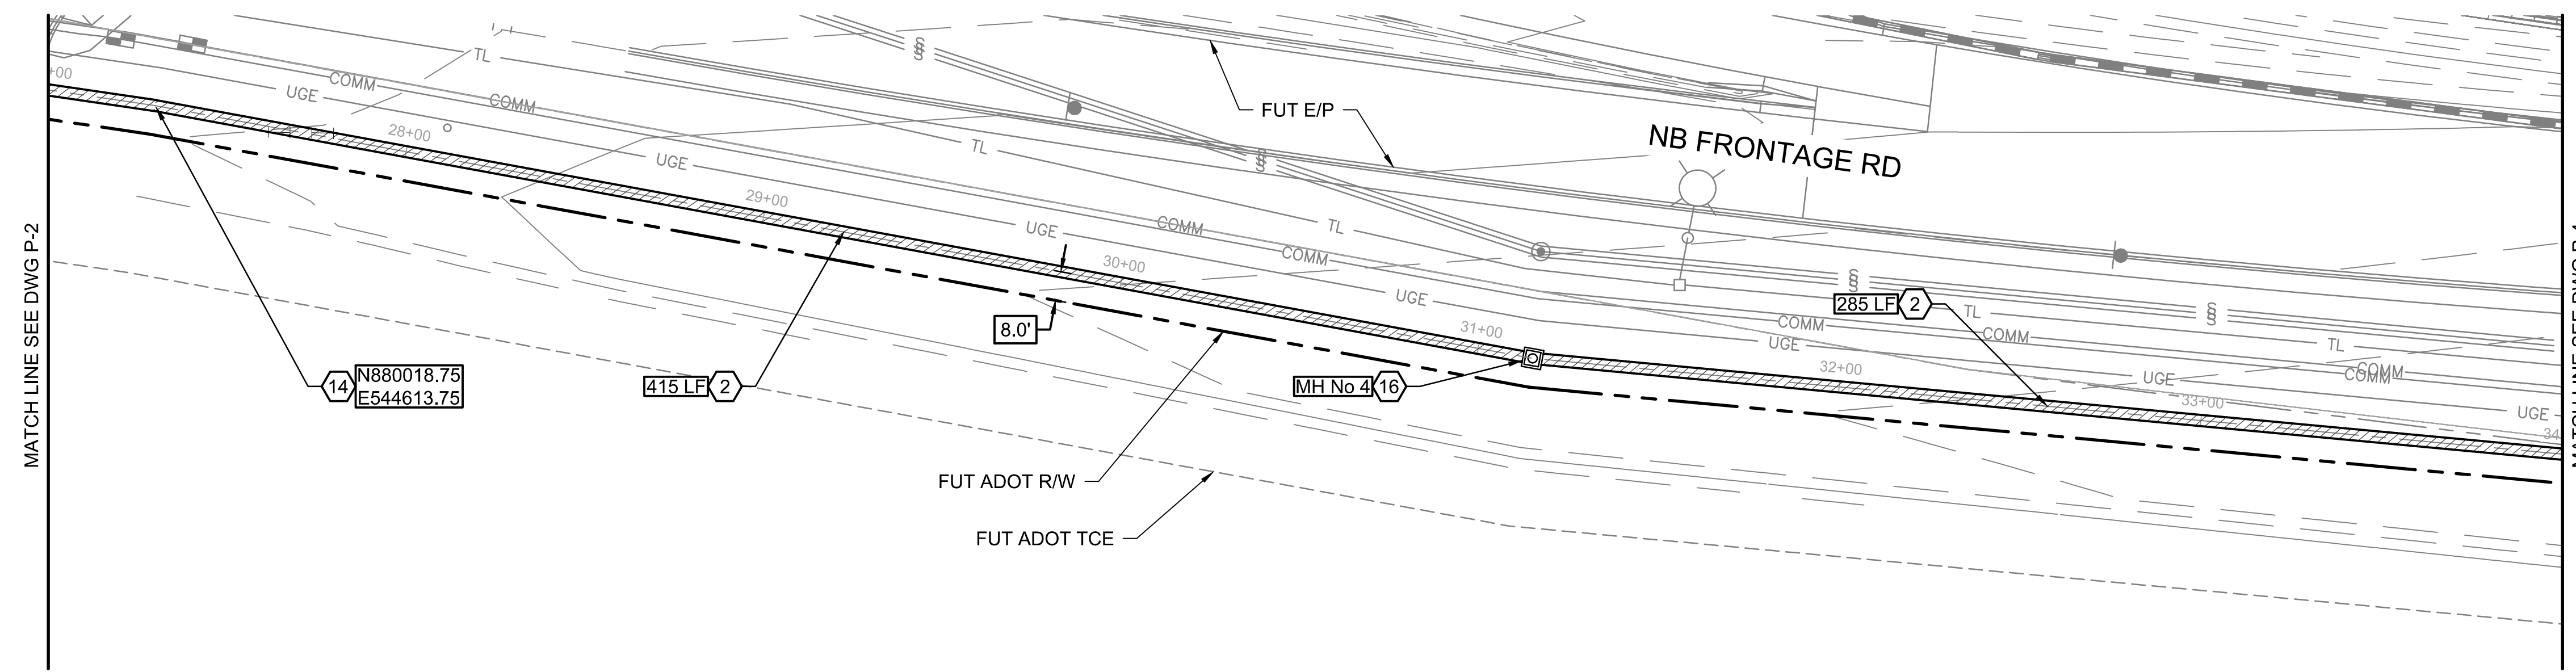 MATCH LINE SEE DWG P-2
+00
28+00
29+00
30+00
31+00
32+00
33+00
34
COMM
COMM
COMM
COMM
COMM
COMM
COMM
COMM
UGE
UGE
UGE
UGE
UGE
UGE
UGE
TL
TL
TL
TL
TL
FUT E/P
NB FRONTAGE RD
8.0'
14
N880018.75
E544613.75
415 LF
2
MH No 4
16
285 LF
2
FUT ADOT R/W
FUT ADOT TCE